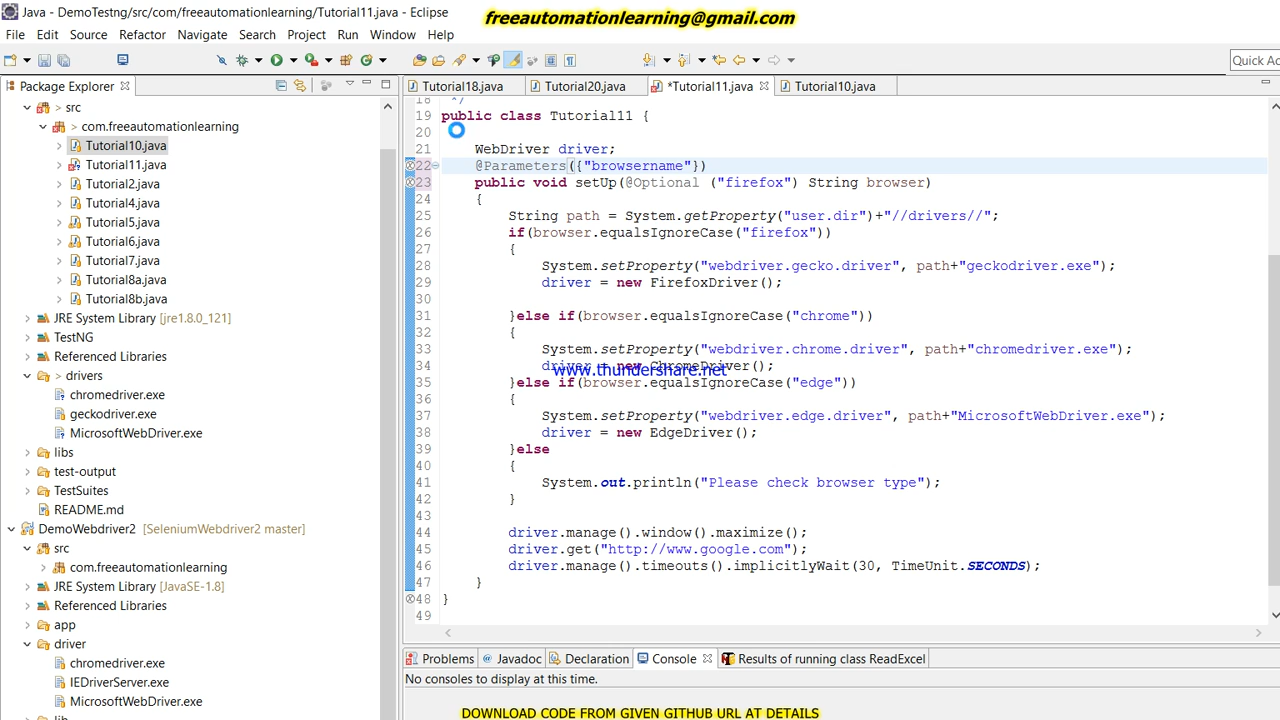 Java - DemoTestng/src/com/freeautomationlearning/Tutorial11.java - Eclipse
freeautomationlearning@gmail.com
File Edit Source Refactor Navigate Search Project Run Window Help
Quick Ac
Package Explorer
Tutorial18.java Tutorial20.java *Tutorial11.java Tutorial10.java
> src
> com.freeautomationlearning
Tutorial10.java
Tutorial11.java
Tutorial2.java
Tutorial4.java
Tutorial5.java
Tutorial6.java
Tutorial7.java
Tutorial8a.java
Tutorial8b.java
JRE System Library [jre1.8.0_121]
TestNG
Referenced Libraries
> drivers
chromedriver.exe
geckodriver.exe
MicrosoftWebDriver.exe
libs
test-output
TestSuites
README.md
DemoWebdriver2 [SeleniumWebdriver2 master]
src
com.freeautomationlearning
JRE System Library [JavaSE-1.8]
Referenced Libraries
app
driver
chromedriver.exe
IEDriverServer.exe
MicrosoftWebDriver.exe
lib
18 */
19 public class Tutorial11 {
20
21 WebDriver driver;
22 @Parameters({"browsername"})
23 public void setUp(@Optional ("firefox") String browser)
24 {
25 String path = System.getProperty("user.dir")+"//drivers//";
26 if(browser.equalsIgnoreCase("firefox"))
27 {
28 System.setProperty("webdriver.gecko.driver", path+"geckodriver.exe");
29 driver = new FirefoxDriver();
30
31 }else if(browser.equalsIgnoreCase("chrome"))
32 {
33 System.setProperty("webdriver.chrome.driver", path+"chromedriver.exe");
34 driver = new ChromeDriver();
www.thundershare.net
35 }else if(browser.equalsIgnoreCase("edge"))
36 {
37 System.setProperty("webdriver.edge.driver", path+"MicrosoftWebDriver.exe");
38 driver = new EdgeDriver();
39 }else
40 {
41 System.out.println("Please check browser type");
42 }
43
44 driver.manage().window().maximize();
45 driver.get("http://www.google.com");
46 driver.manage().timeouts().implicitlyWait(30, TimeUnit.SECONDS);
47 }
48 }
49
Problems Javadoc Declaration Console Results of running class ReadExcel
No consoles to display at this time.
DOWNLOAD CODE FROM GIVEN GITHUB URL AT DETAILS